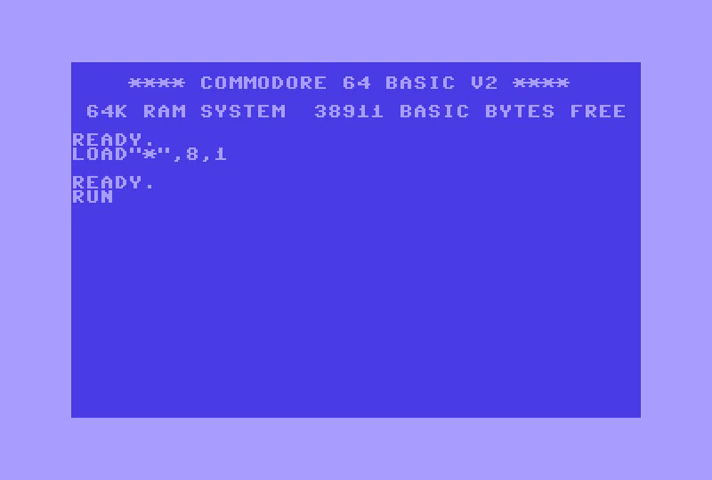 **** COMMODORE 64 BASIC V2 ****
64K RAM SYSTEM  38911 BASIC BYTES FREE
READY.
LOAD"*",8,1
READY.
RUN